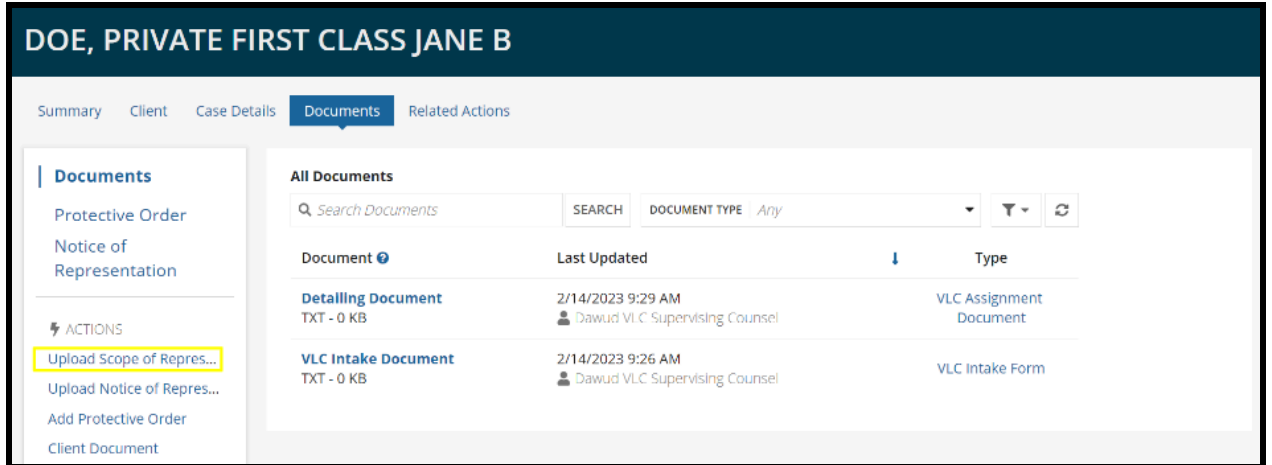 DOE, PRIVATE FIRST CLASS JANE B
Summary Client Case Details Documents Related Actions
Documents
Protective Order
Notice of
Representation
ACTIONS
Upload Scope of Repres...
Upload Notice of Repres...
Add Protective Order
Client Document
All Documents
Search Documents SEARCH DOCUMENT TYPE Any
Document Last Updated Type
Detailing Document 2/14/2023 9:29 AM VLC Assignment
TXT - 0 KB Dawud VLC Supervising Counsel Document
VLC Intake Document 2/14/2023 9:26 AM VLC Intake Form
TXT - 0 KB Dawud VLC Supervising Counsel